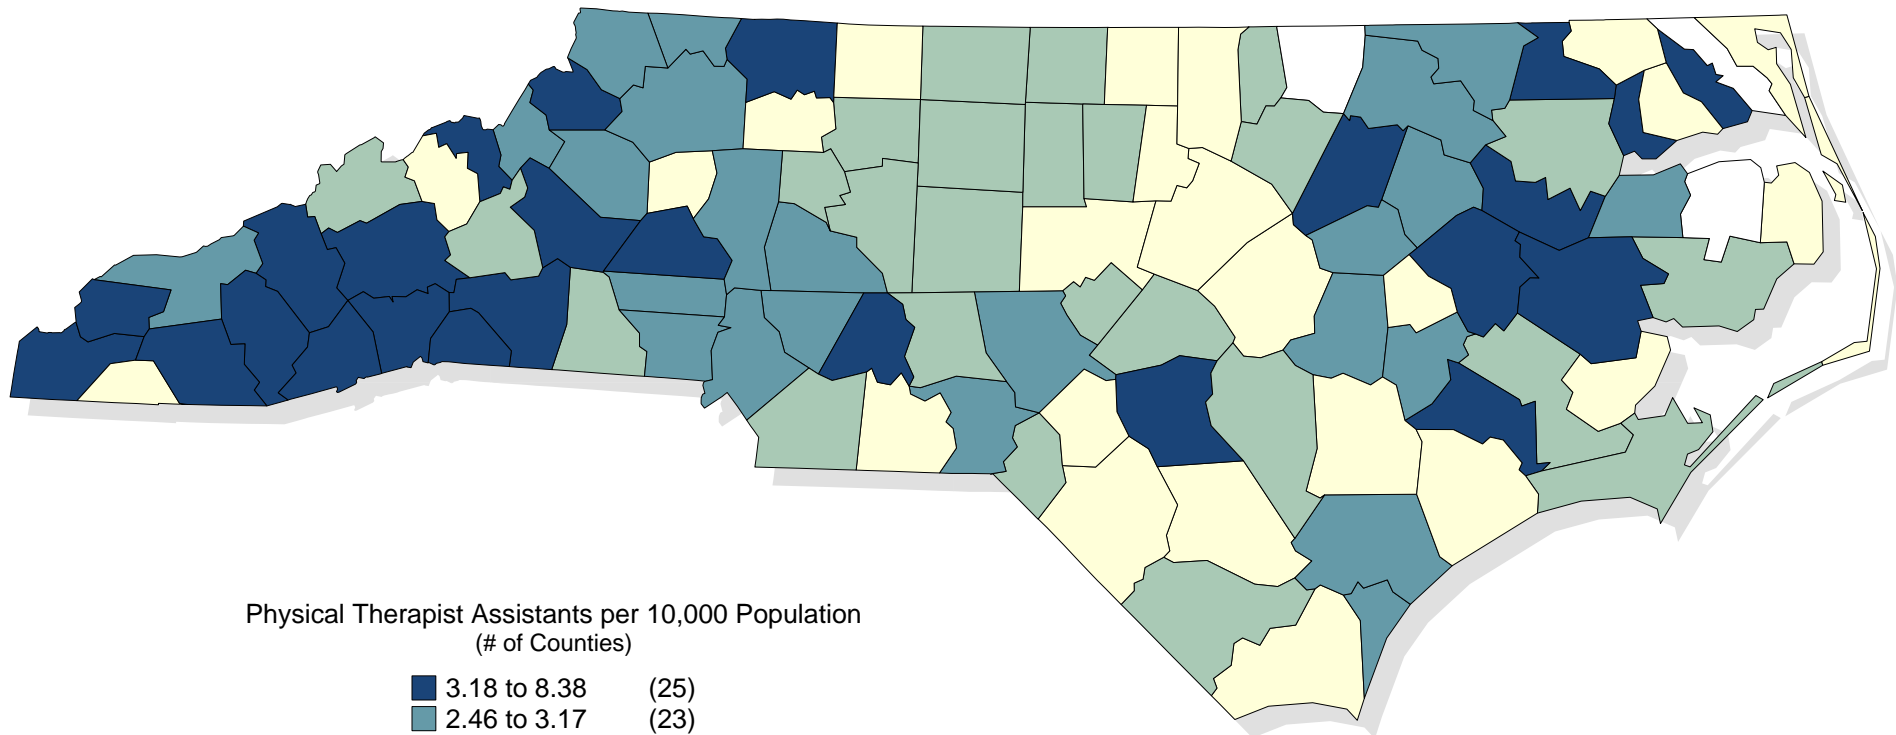 Physical Therapist Assistants per 10,000 Population
(# of Counties)
3.18 to 8.38 (25)
2.46 to 3.17 (23)